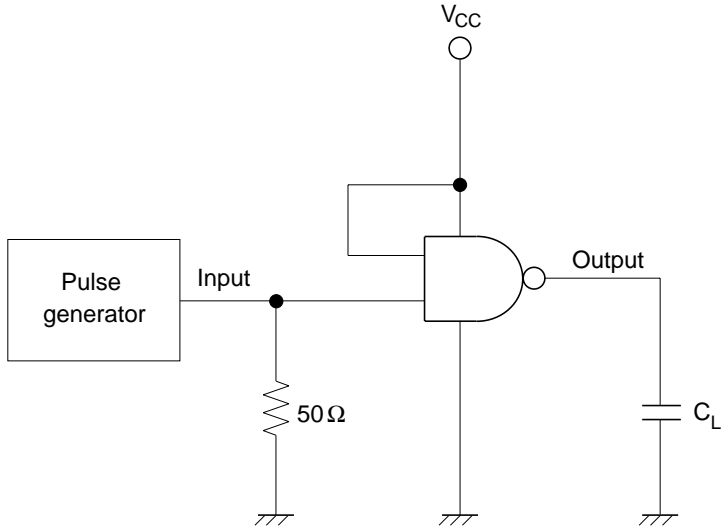 VCC
Pulse
generator
Input
Output
50Ω
CL